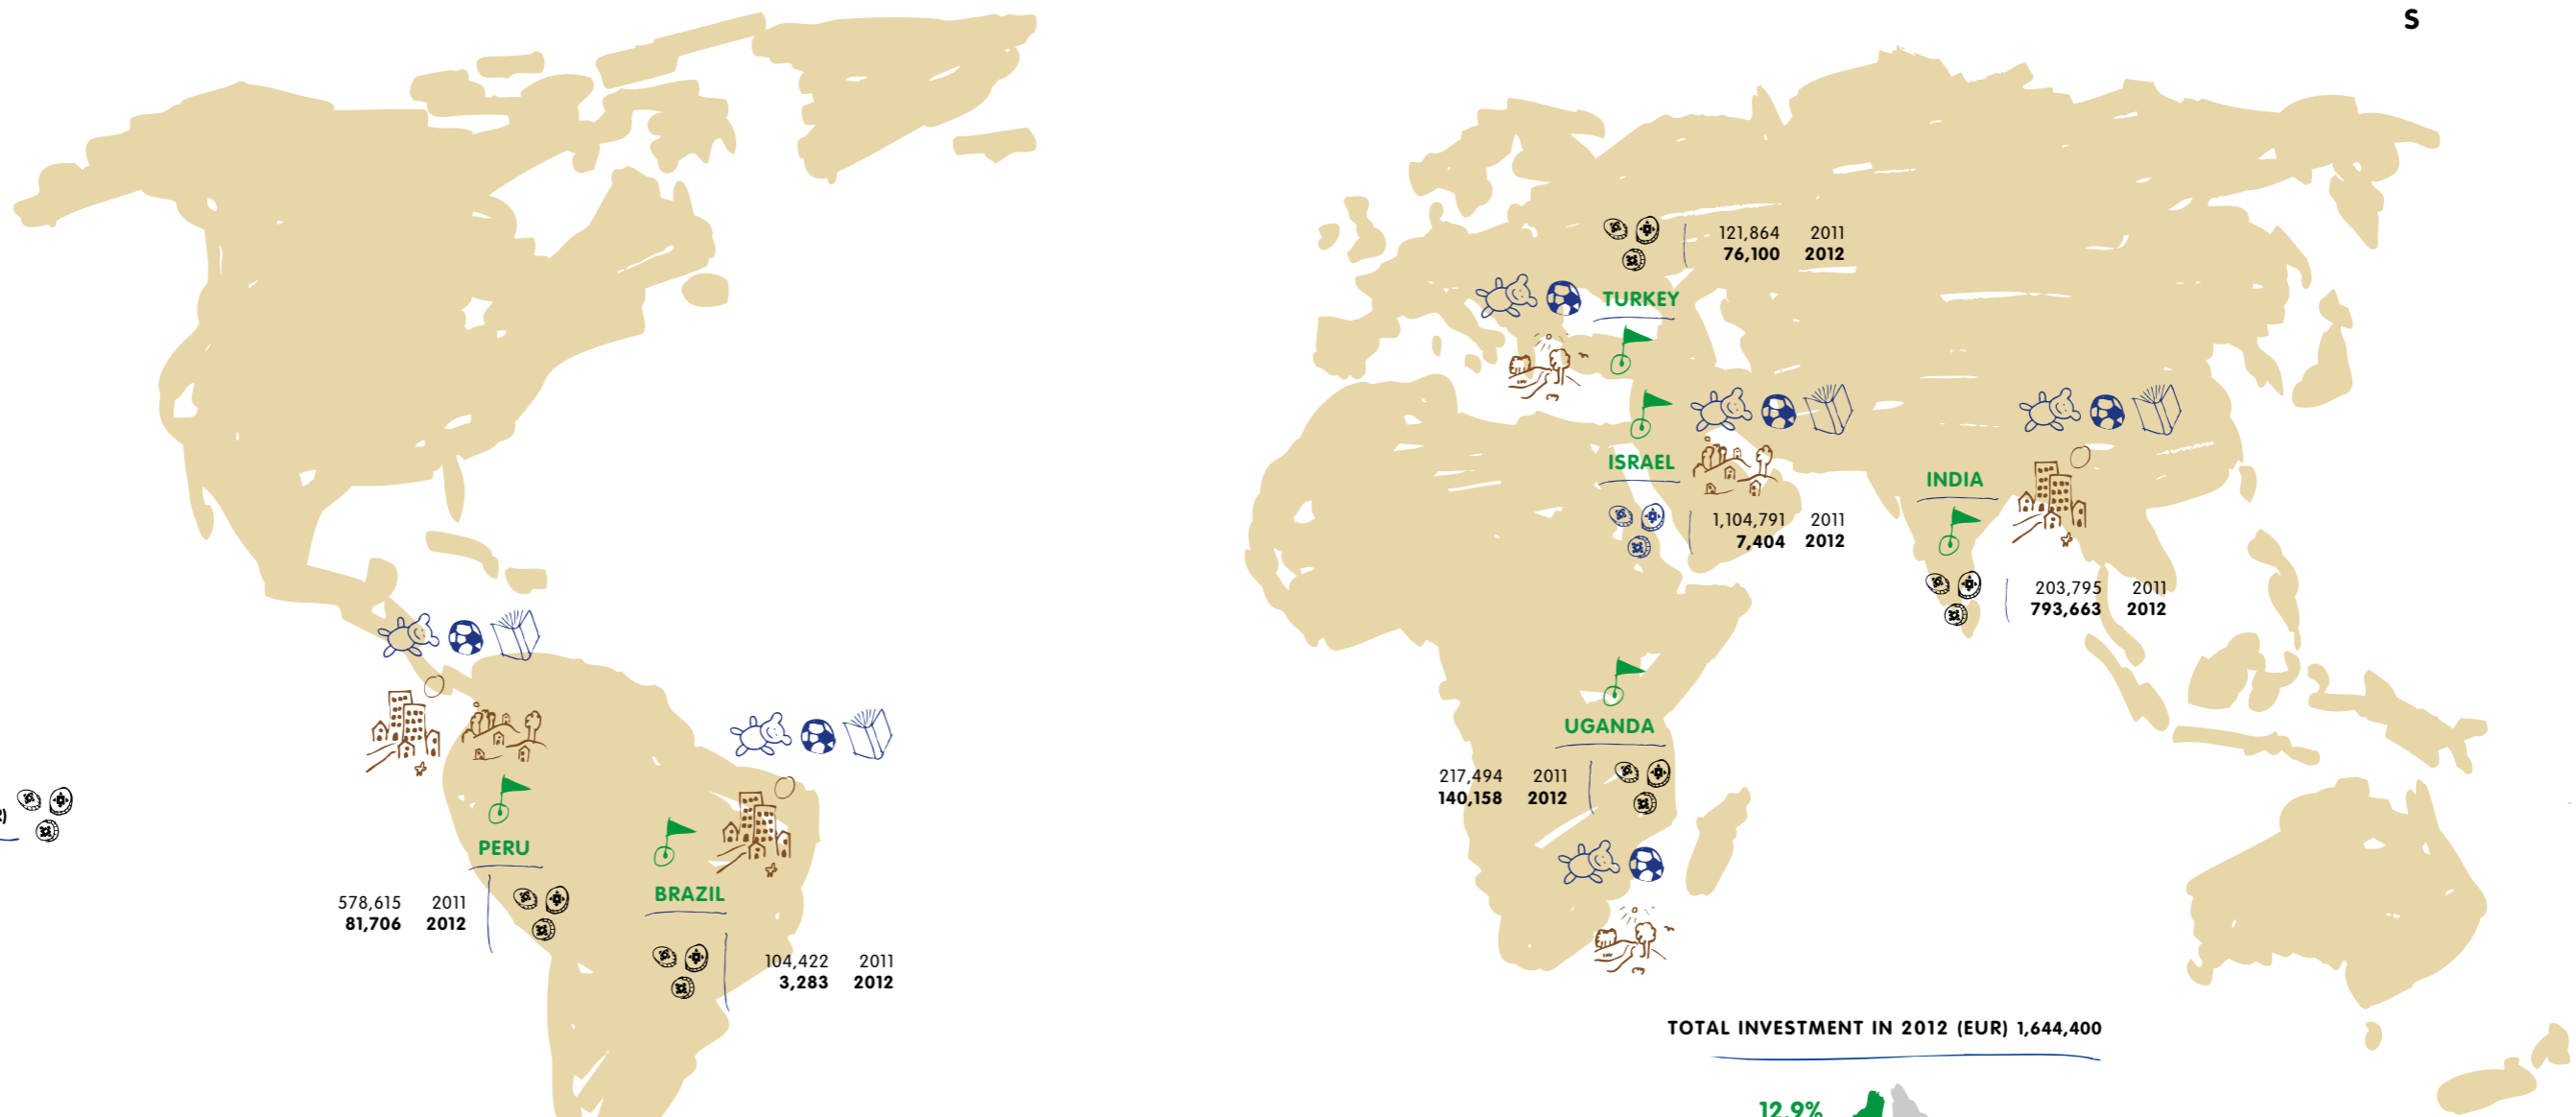 S
121,864 2011
76,100 2012
TURKEY
ISRAEL
1,104,791 2011
7,404 2012
INDIA
203,795 2011
793,663 2012
UGANDA
217,494 2011
140,158 2012
PERU
578,615 2011
81,706 2012
BRAZIL
104,422 2011
3,283 2012
TOTAL INVESTMENT IN 2012 (EUR) 1,644,400
12.9%